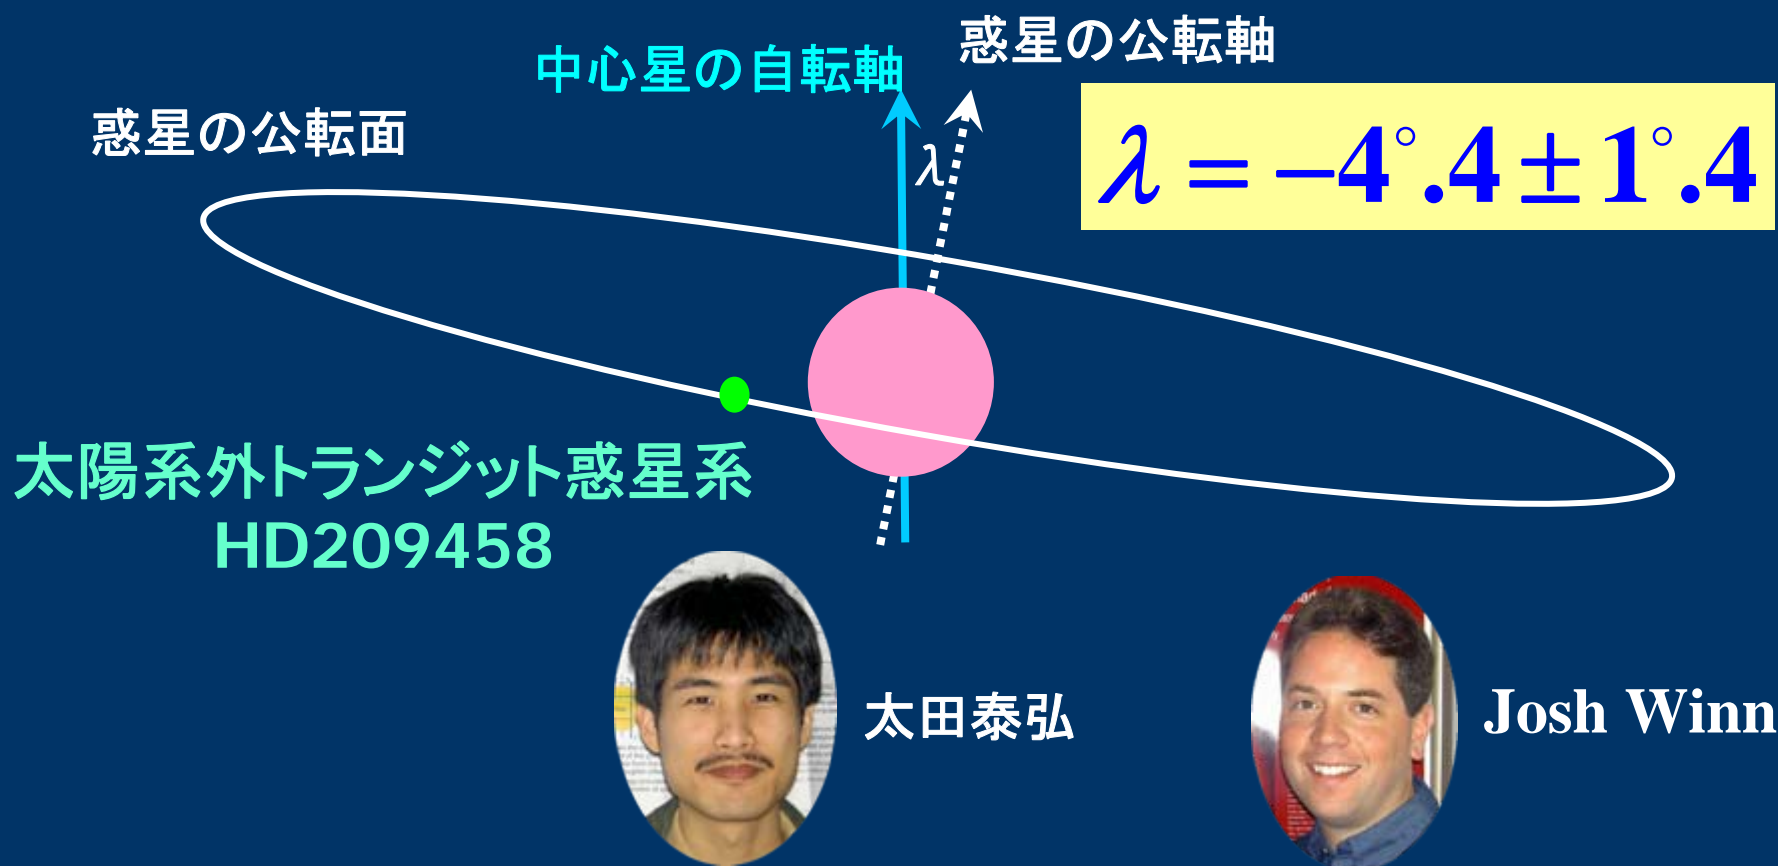 惑星の公転軸
中心星の自転軸
惑星の公転面
λ
λ = −4°.4 ± 1°.4
太陽系外トランジット惑星系
HD209458
太田泰弘
Josh Winn